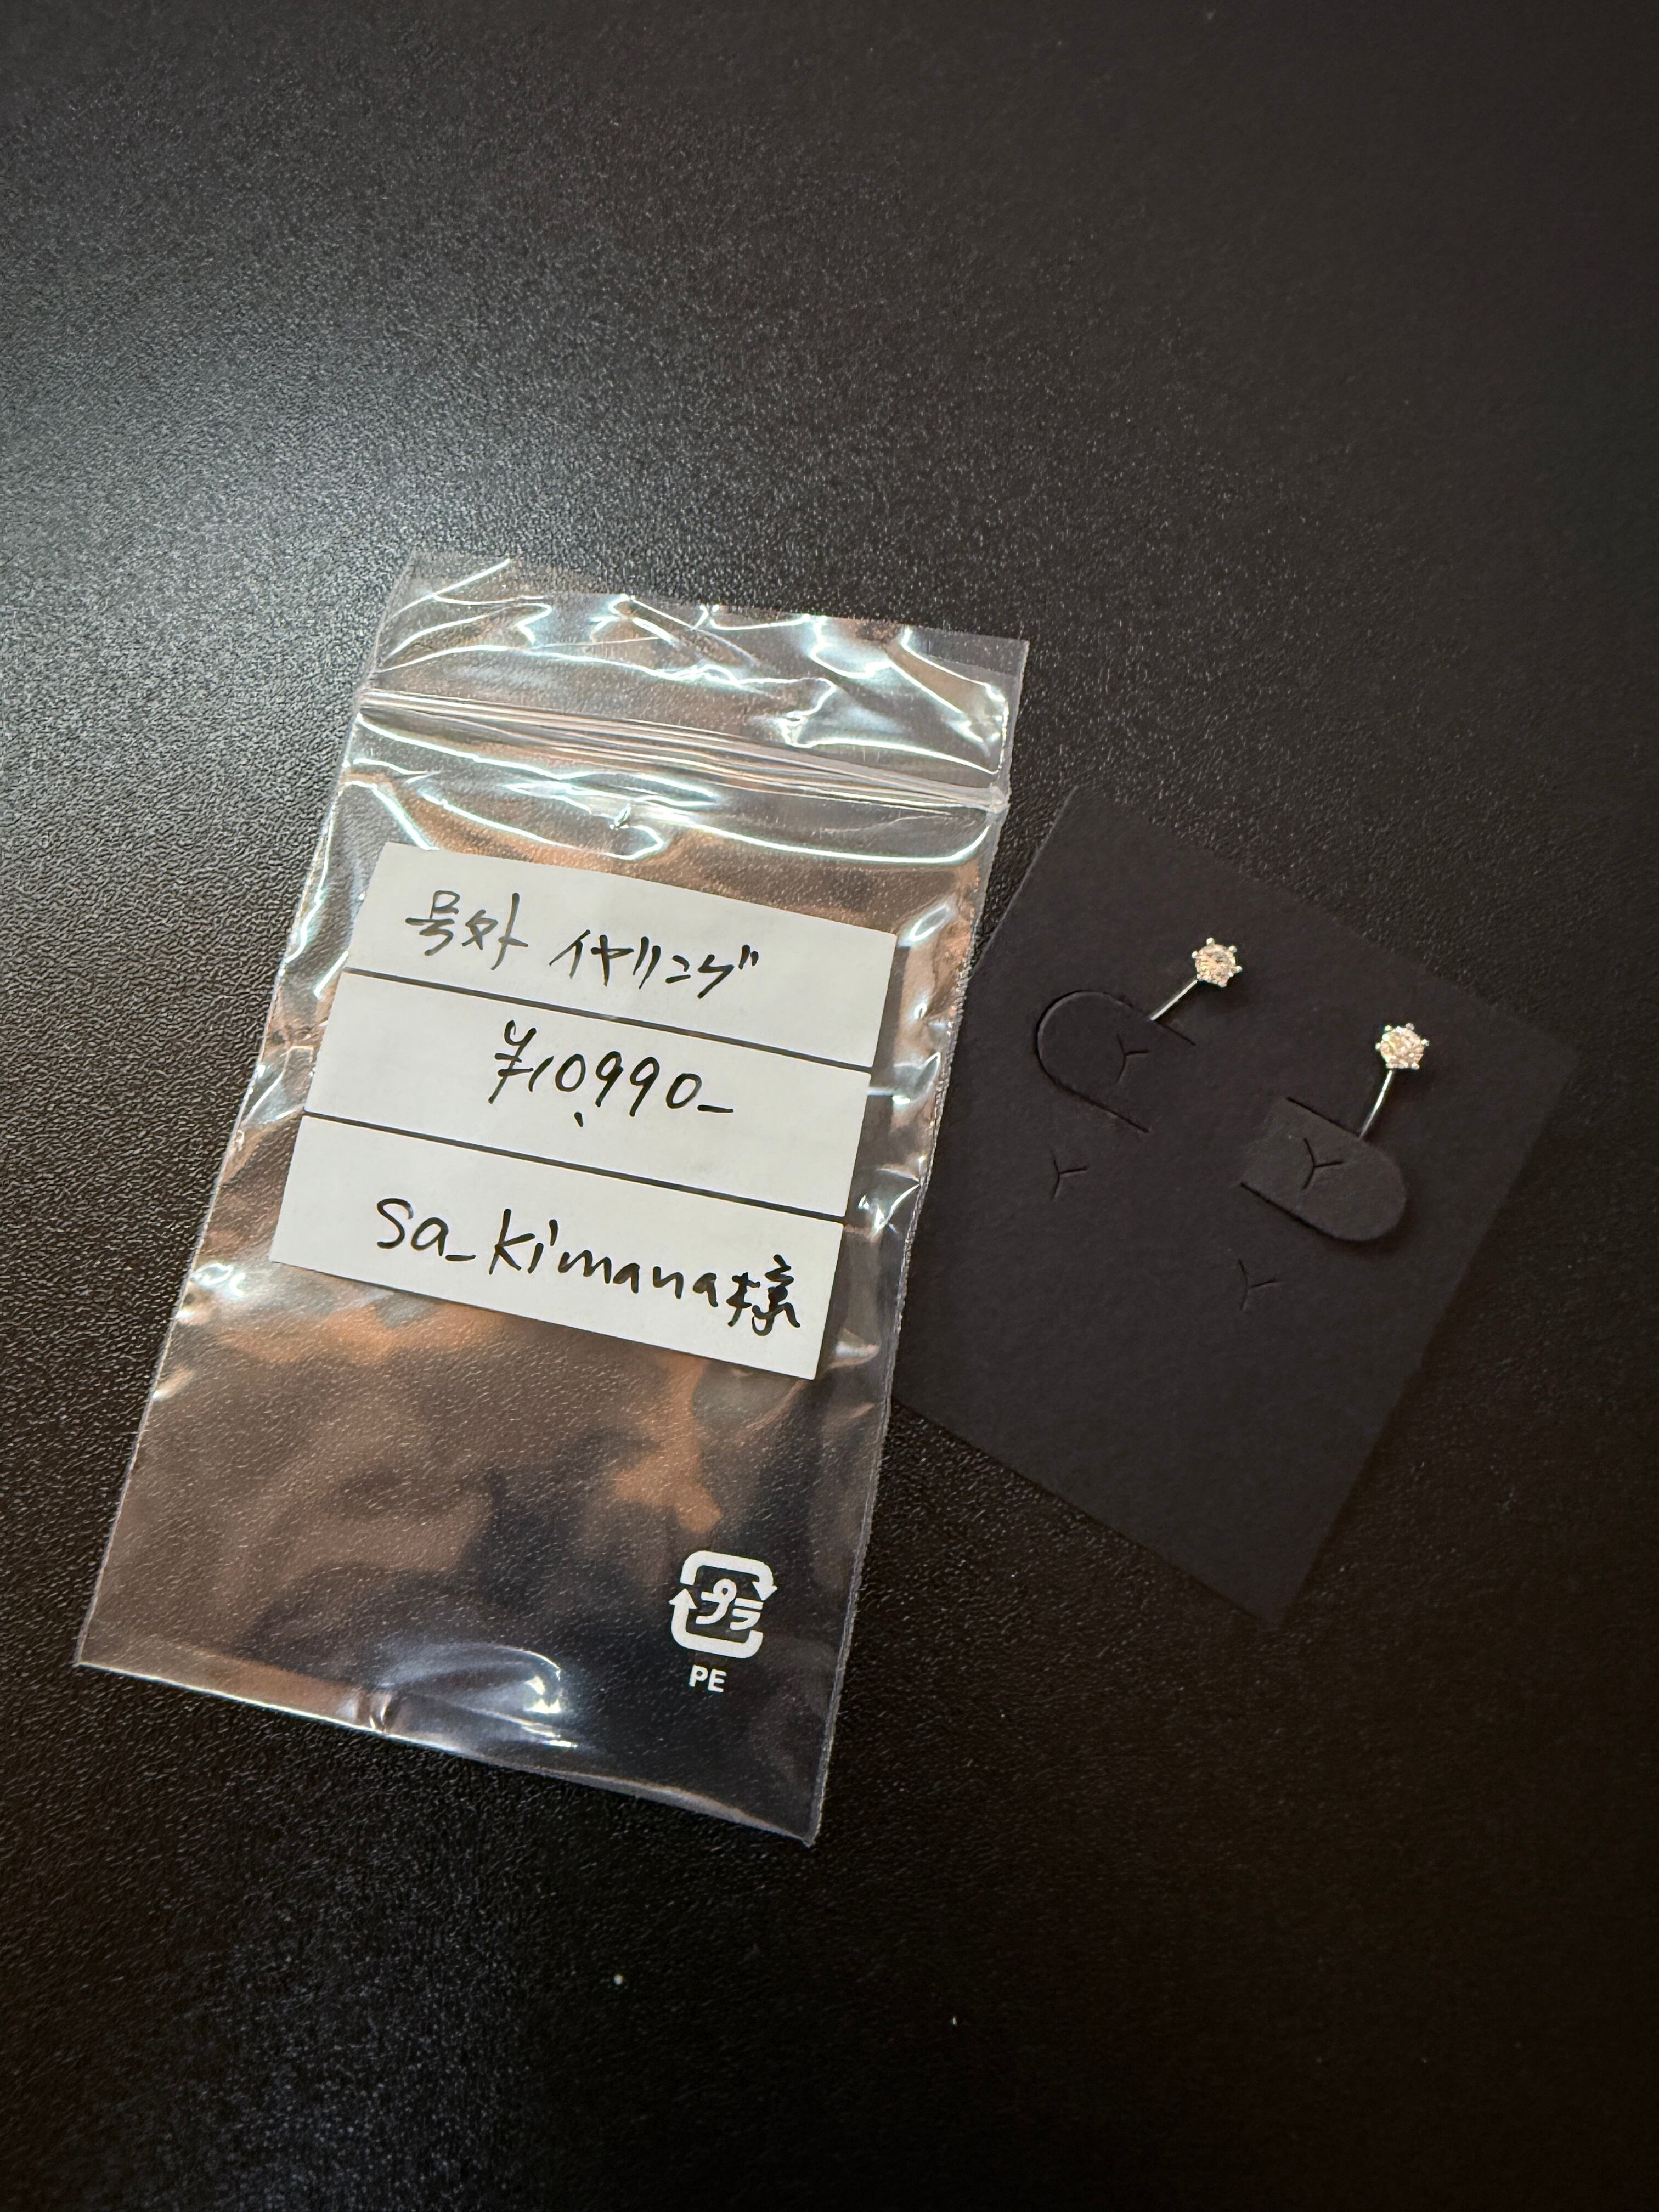 号外 イヤリング
¥10,990-
sa_kimana様
プラ
PE